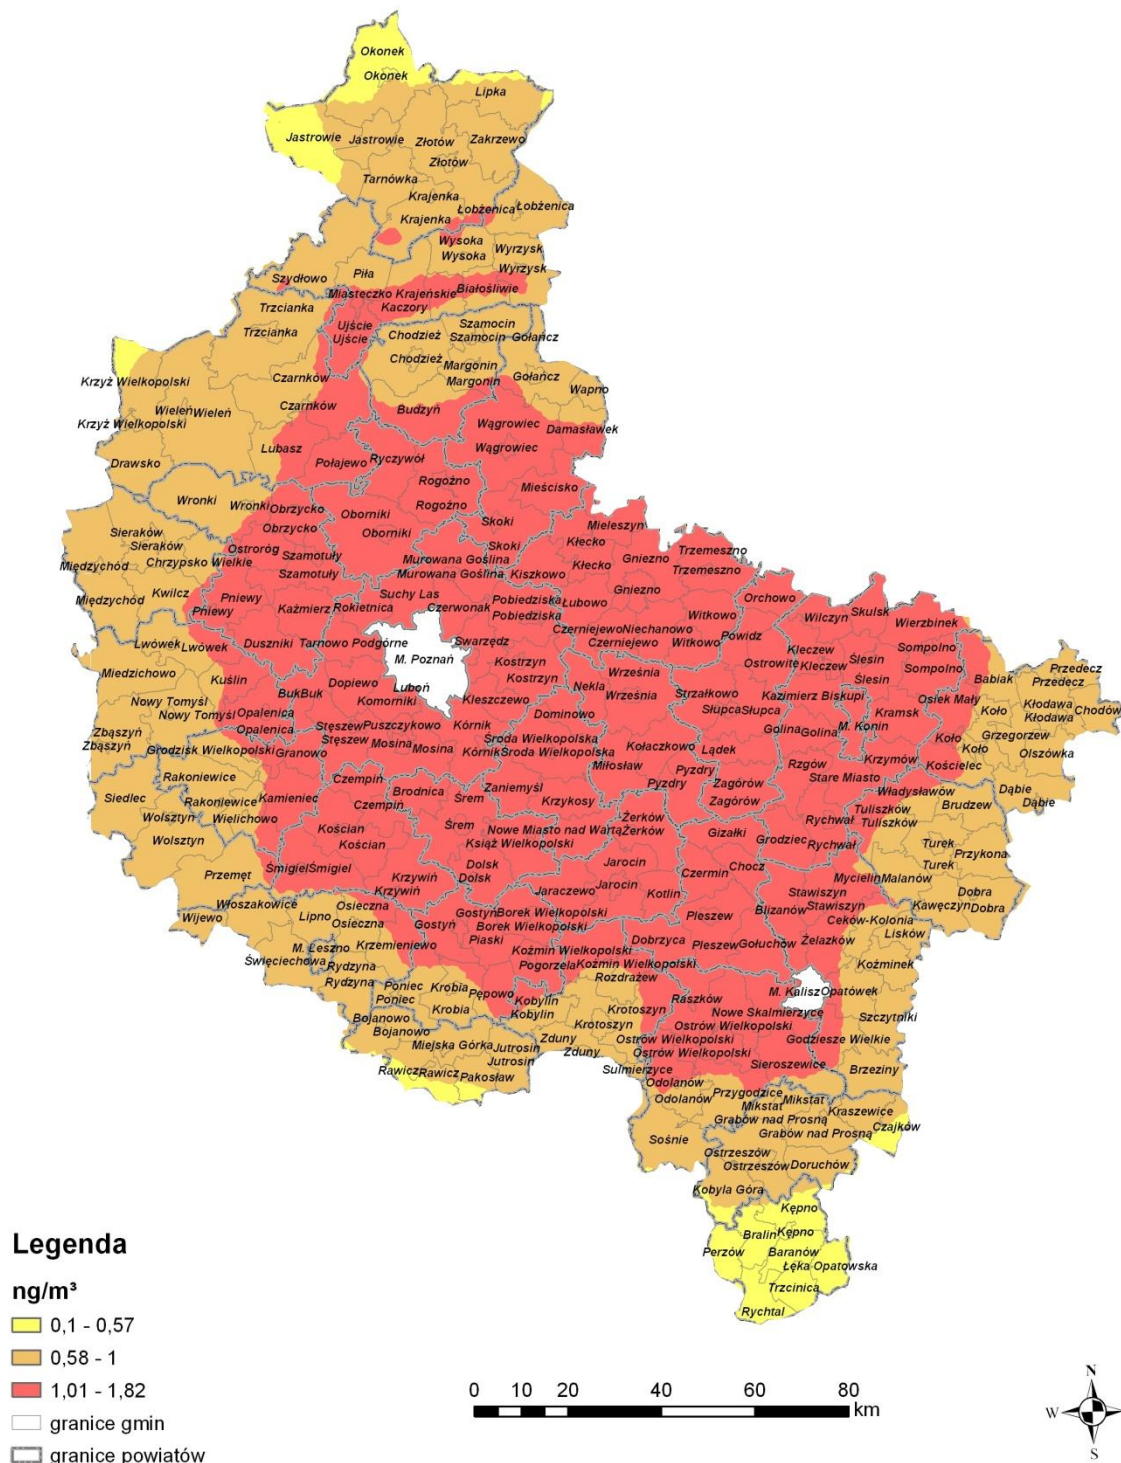 Okonek
Okonek
Lipka
Jastrowie
Jastrowie
Złotów
Zakrzewo
Złotów
Tarnówka
Krajenka
Łobżenica
Łobżenica
Krajenka
Wysoka
Wysoka
Wyrzysk
Wyrzysk
Szydłowo
Piła
Białośliwie
Miasteczko Krajeńskie
Kaczory
Trzcianka
Trzcianka
Ujście
Ujście
Chodzież
Szamocin
Szamocin
Gołańcz
Chodzież
Margonin
Margonin
Gołańcz
Wapno
Krzyż Wielkopolski
Czarnków
Czarnków
Budzyń
Wieleń
Wieleń
Krzyż Wielkopolski
Wągrowiec
Damasławek
Wągrowiec
Lubasz
Drawsko
Połajewo
Ryczywół
Rogoźno
Rogoźno
Mieścisko
Wronki
Wronki
Obrzycko
Obrzycko
Oborniki
Oborniki
Skoki
Skoki
Mieleszyn
Sieraków
Sieraków
Ostroróg
Szamotuły
Szamotuły
Kłecko
Kłecko
Gniezno
Trzemeszno
Trzemeszno
Międzychód
Chrzypsko Wielkie
Murowana Goślina
Murowana Goślina
Kiszkowo
Międzychód
Kwilcz
Pniewy
Pniewy
Kaźmierz
Rokietnica
Suchy Las
Czerwonak
Pobiedziska
Pobiedziska
Łubowo
Gniezno
Orchowo
Witkowo
Wilczyn
Skulsk
Wierzbinek
Lwówek
Lwówek
Duszniki
Tarnowo Podgórne
Swarzędz
Czerniejewo
Niechanowo
Czerniejewo
Witkowo
Powidz
Kleczew
Kleczew
Ślesin
Ślesin
Sompolno
Sompolno
Miedzichowo
Kuślin
M. Poznań
Kostrzyn
Kostrzyn
Września
Września
Ostrowite
Babiak
Przedecz
Przedecz
Nowy Tomyśl
Nowy Tomyśl
Buk
Buk
Dopiewo
Luboń
Komorniki
Kleszczewo
Nekla
Strzałkowo
Kazimierz Biskupi
Osiek Mały
Kłodawa
Kłodawa
Chodów
Opalenica
Opalenica
Stęszew
Stęszew
Puszczykowo
Kórnik
Kórnik
Dominowo
Słupca
Słupca
Golina
Golina
M. Konin
Kramsk
Koło
Koło
Koło
Grzegorzew
Olszówka
Zbąszyń
Zbąszyń
Grodzisk Wielkopolski
Granowo
Mosina
Mosina
Środa Wielkopolska
Środa Wielkopolska
Kołaczkowo
Lądek
Rzgów
Krzymów
Kościelec
Miłosław
Stare Miasto
Rakoniewice
Rakoniewice
Czempiń
Czempiń
Brodnica
Zaniemyśl
Pyzdry
Pyzdry
Zagórów
Zagórów
Władysławów
Dąbie
Dąbie
Siedlec
Wolsztyn
Wolsztyn
Wielichowo
Kamieniec
Śrem
Śrem
Krzykosy
Tuliszków
Tuliszków
Brudzew
Kościan
Kościan
Nowe Miasto nad Wartą
Żerków
Żerków
Gizałki
Rychwał
Rychwał
Grodziec
Turek
Turek
Przykona
Książ Wielkopolski
Przemęt
Śmigiel
Śmigiel
Krzywiń
Krzywiń
Dolsk
Dolsk
Jarocin
Jarocin
Chocz
Czermin
Mycielin
Malanów
Dobra
Dobra
Kawęczyn
Włoszakowice
Osieczna
Osieczna
Jaraczewo
Kotlin
Stawiszyn
Stawiszyn
Blizanów
Wijewo
Lipno
Gostyń
Gostyń
Borek Wielkopolski
Borek Wielkopolski
Pleszew
Pleszew
Ceków-Kolonia
Lisków
M. Leszno
Krzemieniewo
Piaski
Dobrzyca
Gołuchów
Żelazków
Święciechowa
Rydzyna
Rydzyna
Koźmin Wielkopolski
Koźmin Wielkopolski
Pogorzela
Rozdrażew
Koźminek
Poniec
Poniec
Krobia
Krobia
Pępowo
Kobylin
Kobylin
Krotoszyn
Krotoszyn
Raszków
M. Kalisz
Opatówek
Bojanowo
Bojanowo
Nowe Skalmierzyce
Szczytniki
Ostrów Wielkopolski
Ostrów Wielkopolski
Ostrów Wielkopolski
Godziesze Wielkie
Miejska Górka
Jutrosin
Jutrosin
Zduny
Zduny
Sulmierzyce
Sieroszewice
Brzeziny
Rawicz
Rawicz
Pakosław
Odolanów
Odolanów
Przygodzice
Mikstat
Mikstat
Kraszewice
Grabów nad Prosną
Grabów nad Prosną
Czajków
Sośnie
Ostrzeszów
Ostrzeszów
Doruchów
Kobyla Góra
Kępno
Kępno
Bralin
Perzów
Baranów
Łęka Opatowska
Trzcinica
Rychtal
Legenda
ng/m³
0,1 - 0,57
0,58 - 1
1,01 - 1,82
granice gmin
granice powiatów
0 10 20 40 60 80
km
N
W E
S